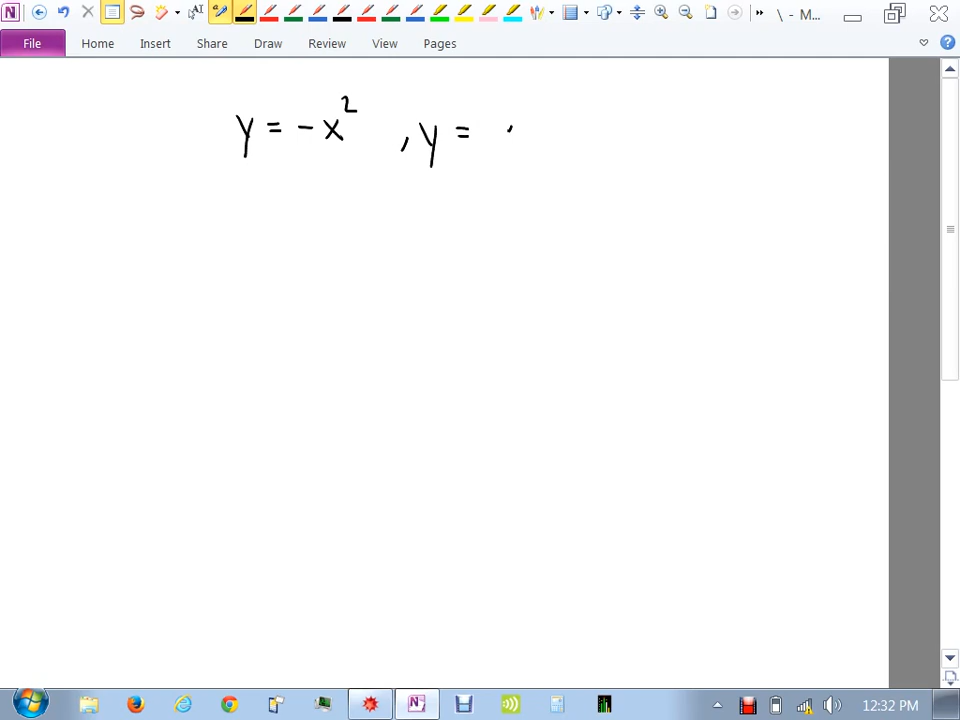 \ - M...
File Home Insert Share Draw Review View Pages
y = -x² , y =
12:32 PM